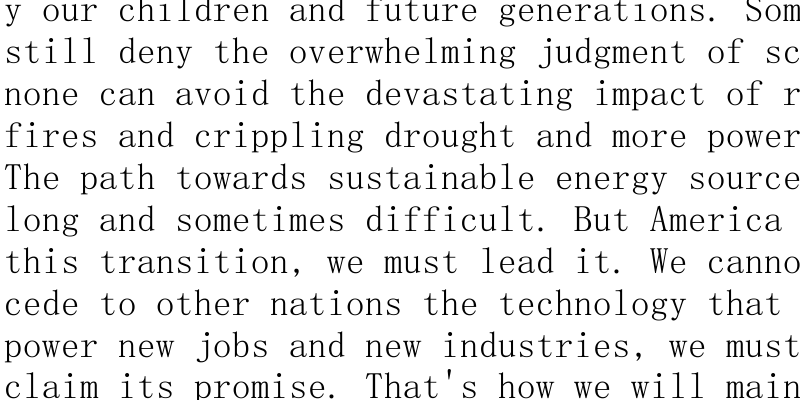 y our children and future generations. Som
still deny the overwhelming judgment of sc
none can avoid the devastating impact of r
fires and crippling drought and more power
The path towards sustainable energy source
long and sometimes difficult. But America
this transition, we must lead it. We canno
cede to other nations the technology that
power new jobs and new industries, we must
claim its promise. That's how we will main